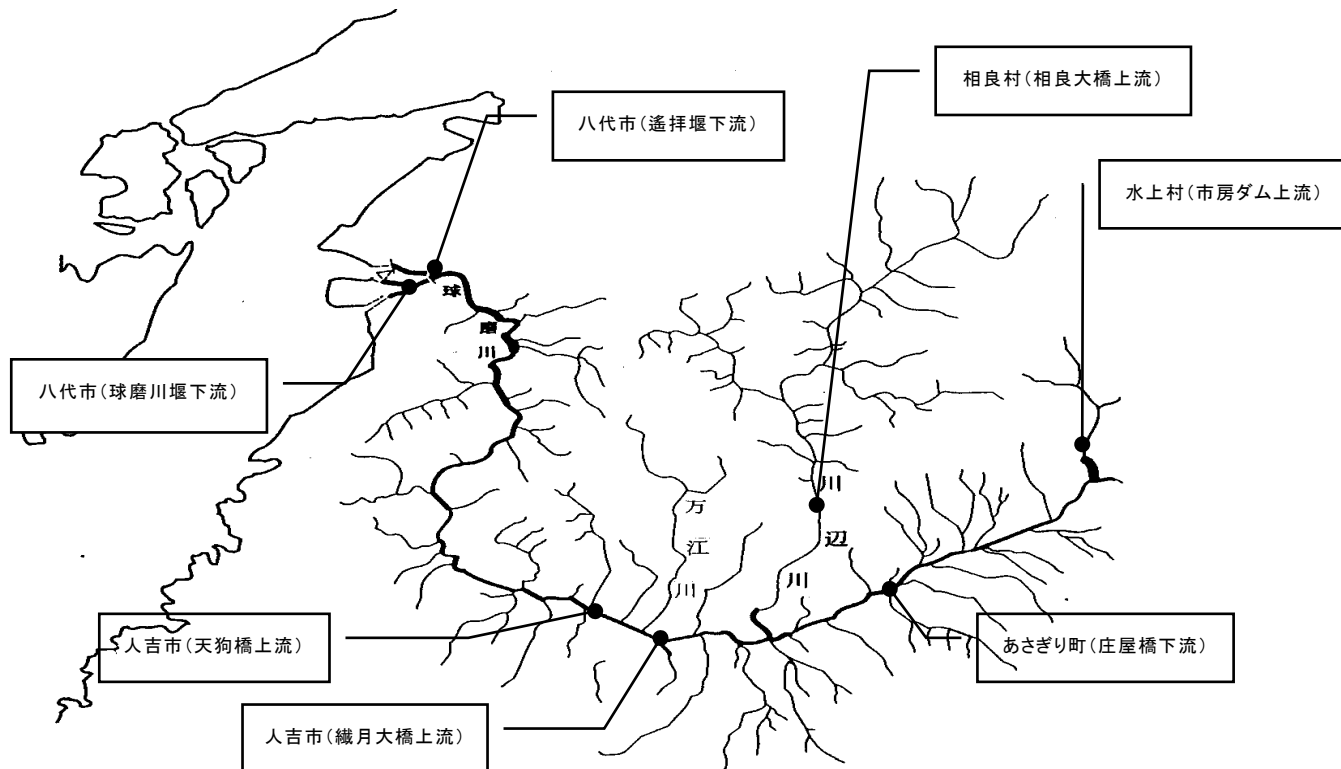 相良村(相良大橋上流)
八代市(遙拝堰下流)
水上村(市房ダム上流)
球磨川
八代市(球磨川堰下流)
川辺川
万江川
人吉市(天狗橋上流)
あさぎり町(庄屋橋下流)
人吉市(繊月大橋上流)